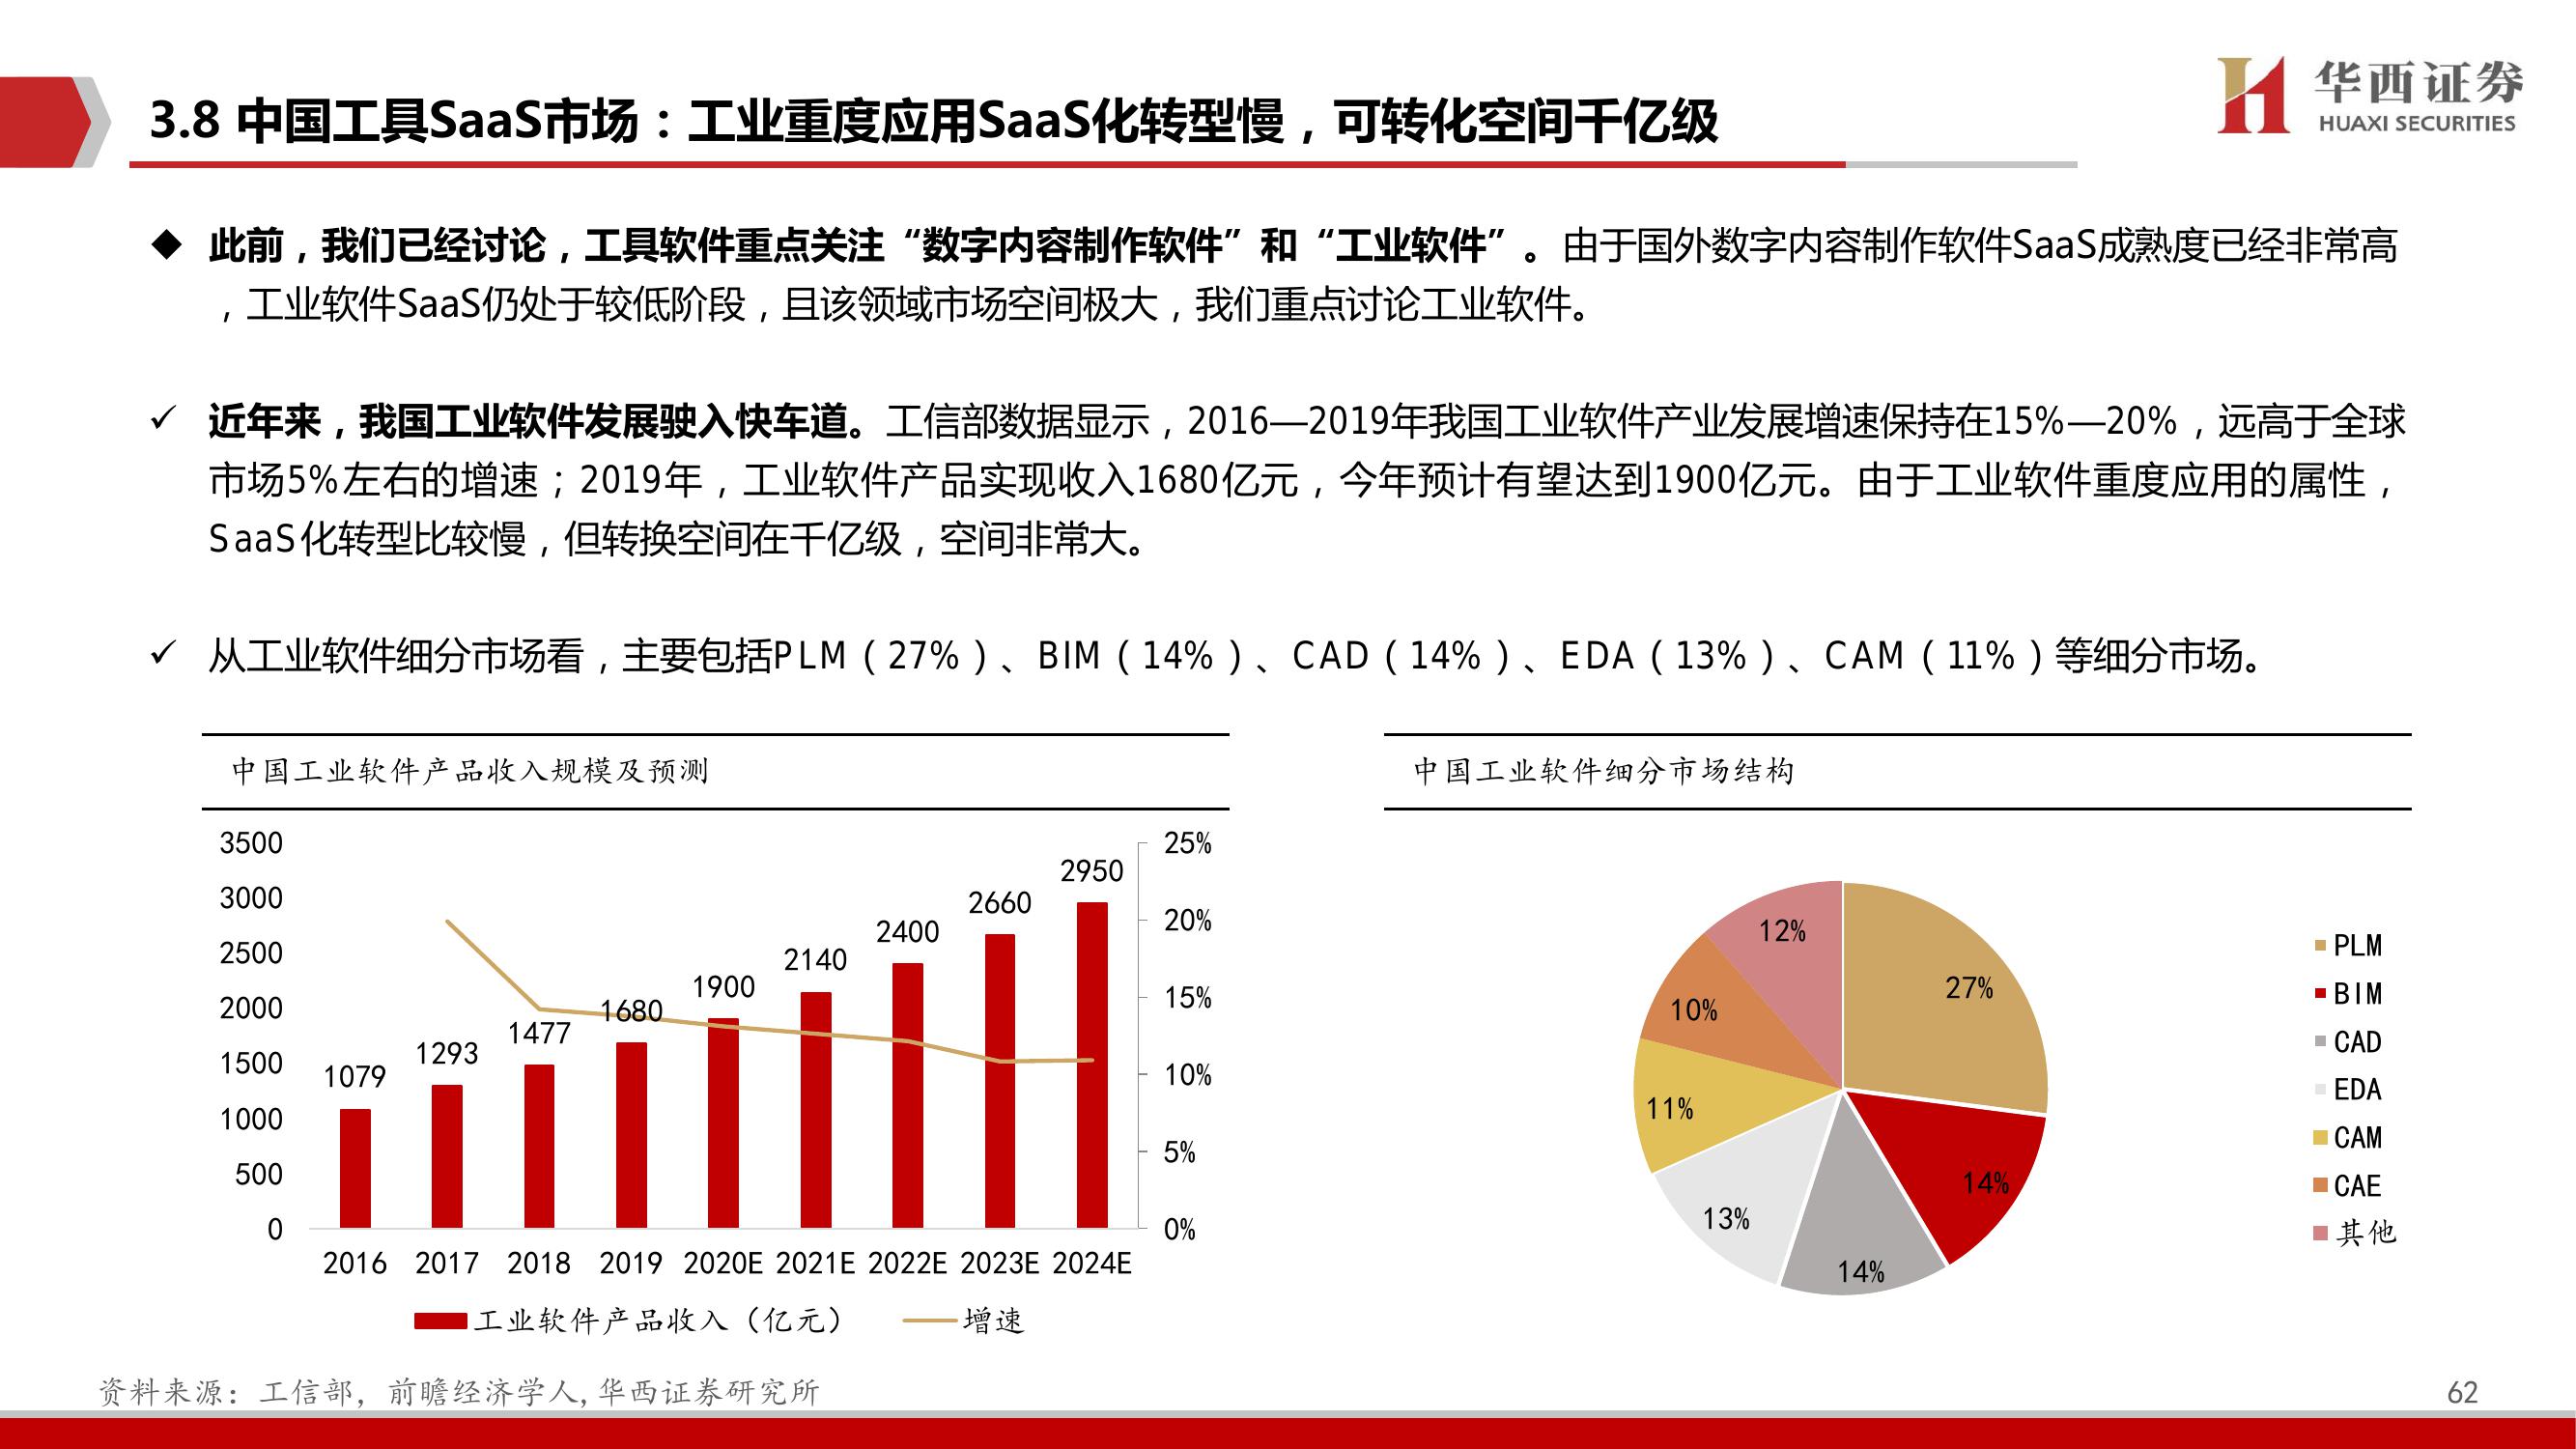 3.8 中国工具SaaS市场：工业重度应用SaaS化转型慢，可转化空间千亿级
华西证券
HUAXI SECURITIES
◆ 此前，我们已经讨论，工具软件重点关注“数字内容制作软件”和“工业软件”。由于国外数字内容制作软件SaaS成熟度已经非常高
，工业软件SaaS仍处于较低阶段，且该领域市场空间极大，我们重点讨论工业软件。
✓ 近年来，我国工业软件发展驶入快车道。工信部数据显示，2016—2019年我国工业软件产业发展增速保持在15%—20%，远高于全球
市场5%左右的增速；2019年，工业软件产品实现收入1680亿元，今年预计有望达到1900亿元。由于工业软件重度应用的属性，
SaaS化转型比较慢，但转换空间在千亿级，空间非常大。
✓ 从工业软件细分市场看，主要包括PLM（27%）、BIM（14%）、CAD（14%）、EDA（13%）、CAM（11%）等细分市场。
中国工业软件产品收入规模及预测
3500
3000
2500
2000
1500
1000
500
0
25%
20%
15%
10%
5%
0%
1079
1293
1477
1680
1900
2140
2400
2660
2950
2016 2017 2018 2019 2020E 2021E 2022E 2023E 2024E
工业软件产品收入（亿元） 增速
中国工业软件细分市场结构
27%
14%
14%
13%
11%
10%
12%
PLM
BIM
CAD
EDA
CAM
CAE
其他
资料来源：工信部，前瞻经济学人,华西证券研究所
62